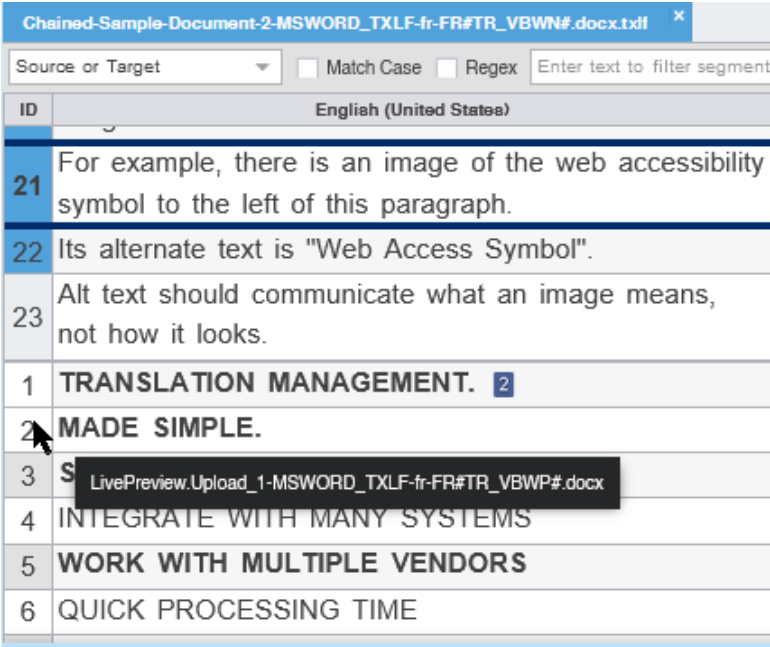 Chained-Sample-Document-2-MSWORD_TXLF-fr-FR#TR_VBWN#.docx.txlf ×
Source or Target Match Case Regex Enter text to filter segment
ID English (United States)
21 For example, there is an image of the web accessibility
symbol to the left of this paragraph.
22 Its alternate text is "Web Access Symbol".
23 Alt text should communicate what an image means,
not how it looks.
1 TRANSLATION MANAGEMENT. 2
2 MADE SIMPLE.
3 S
LivePreview.Upload_1-MSWORD_TXLF-fr-FR#TR_VBWP#.docx
4 INTEGRATE WITH MANY SYSTEMS
5 WORK WITH MULTIPLE VENDORS
6 QUICK PROCESSING TIME